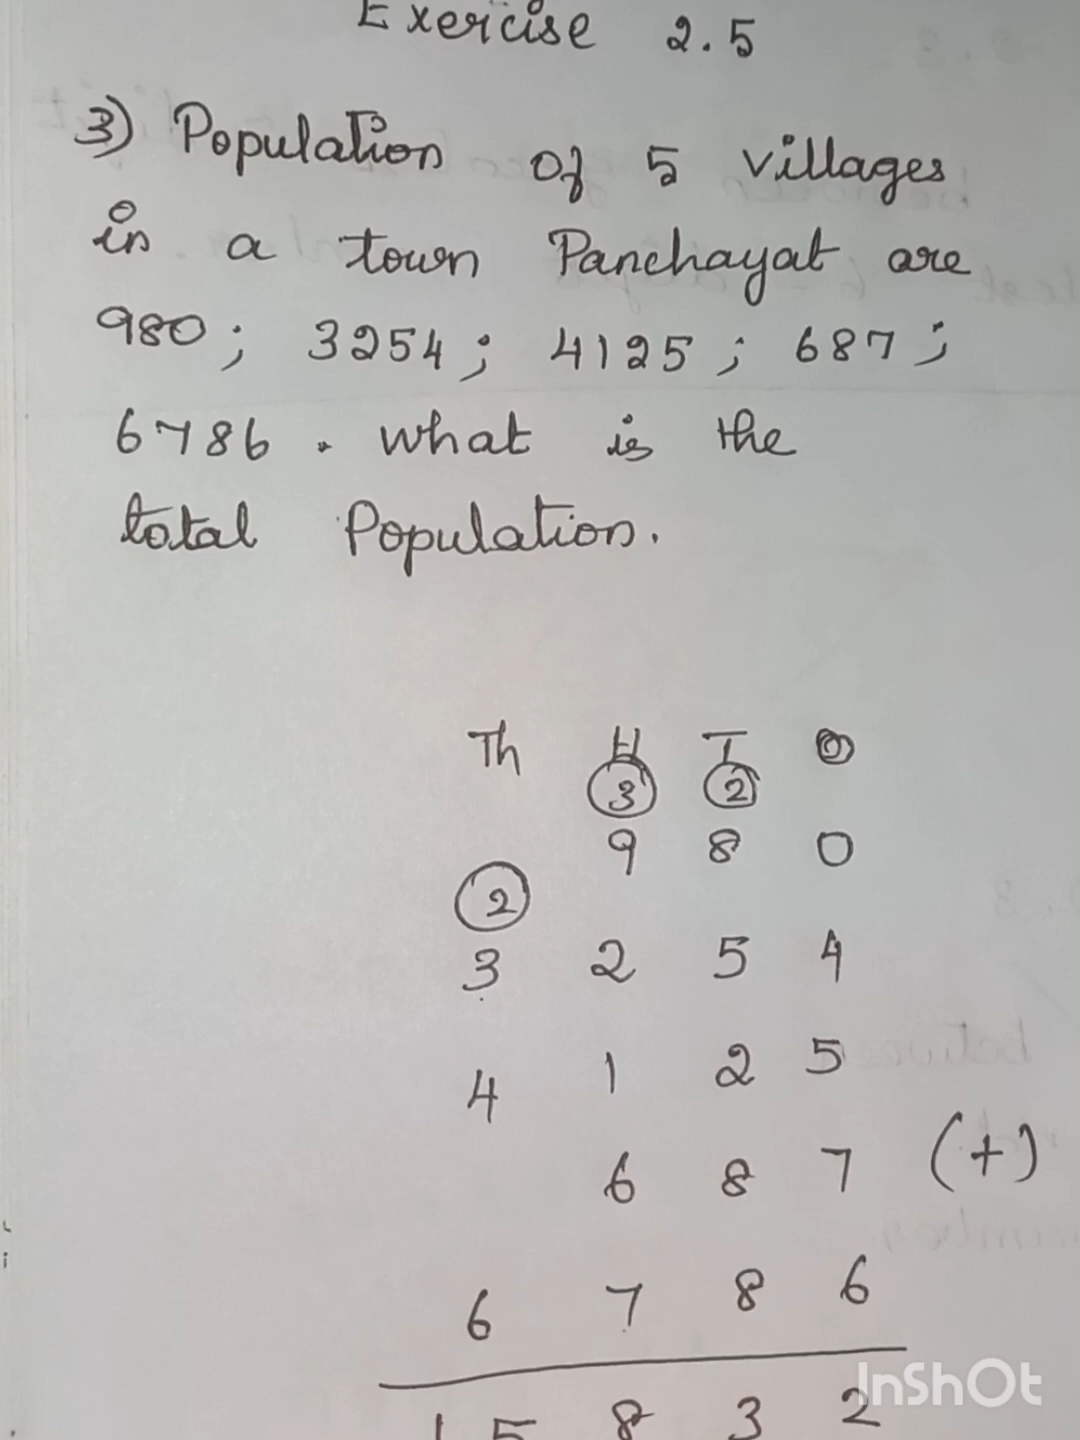 Exercise 2.5
3) Population of 5 villages
in a town Panchayat are
980; 3254; 4125; 687;
6786. what is the
total Population.
Th H T O
3 2
9 8 0
2
3 2 5 4
4 1 2 5
6 8 7 (+)
6 7 8 6
1 5 8 3 2
InShOt